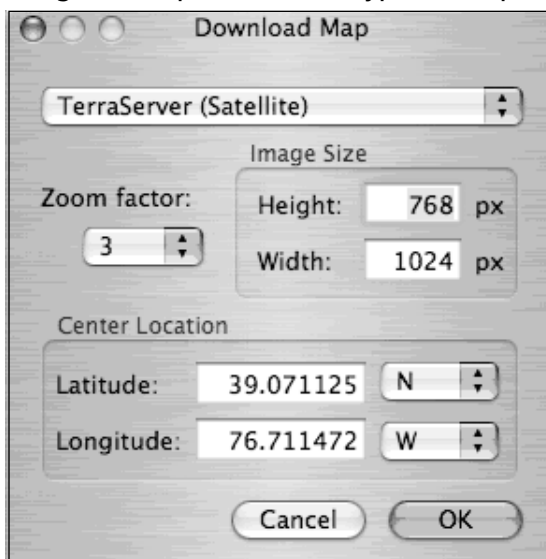 Download Map
TerraServer (Satellite)
Image Size
Zoom factor:
3
Height: 768 px
Width: 1024 px
Center Location
Latitude: 39.071125 N
Longitude: 76.711472 W
Cancel OK